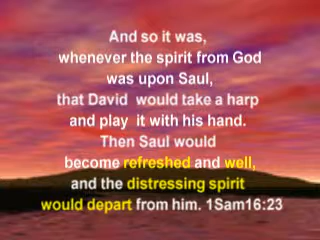 And so it was,
whenever the spirit from God
was upon Saul,
that David would take a harp
and play it with his hand.
Then Saul would
become refreshed and well,
and the distressing spirit
would depart from him. 1Sam16:23